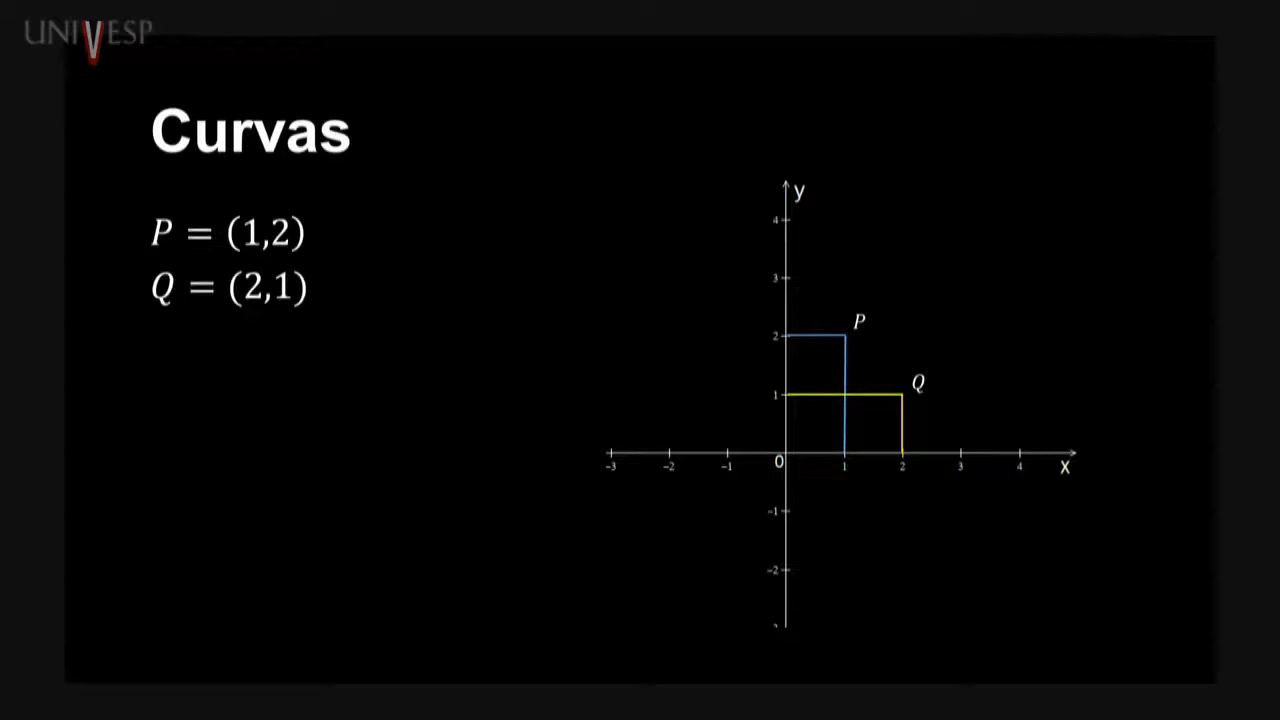 UNIVESP
Curvas
P = (1,2)
Q = (2,1)
y
4
3
2
P
1
Q
-3
-2
-1
0
1
2
3
4
x
-1
-2